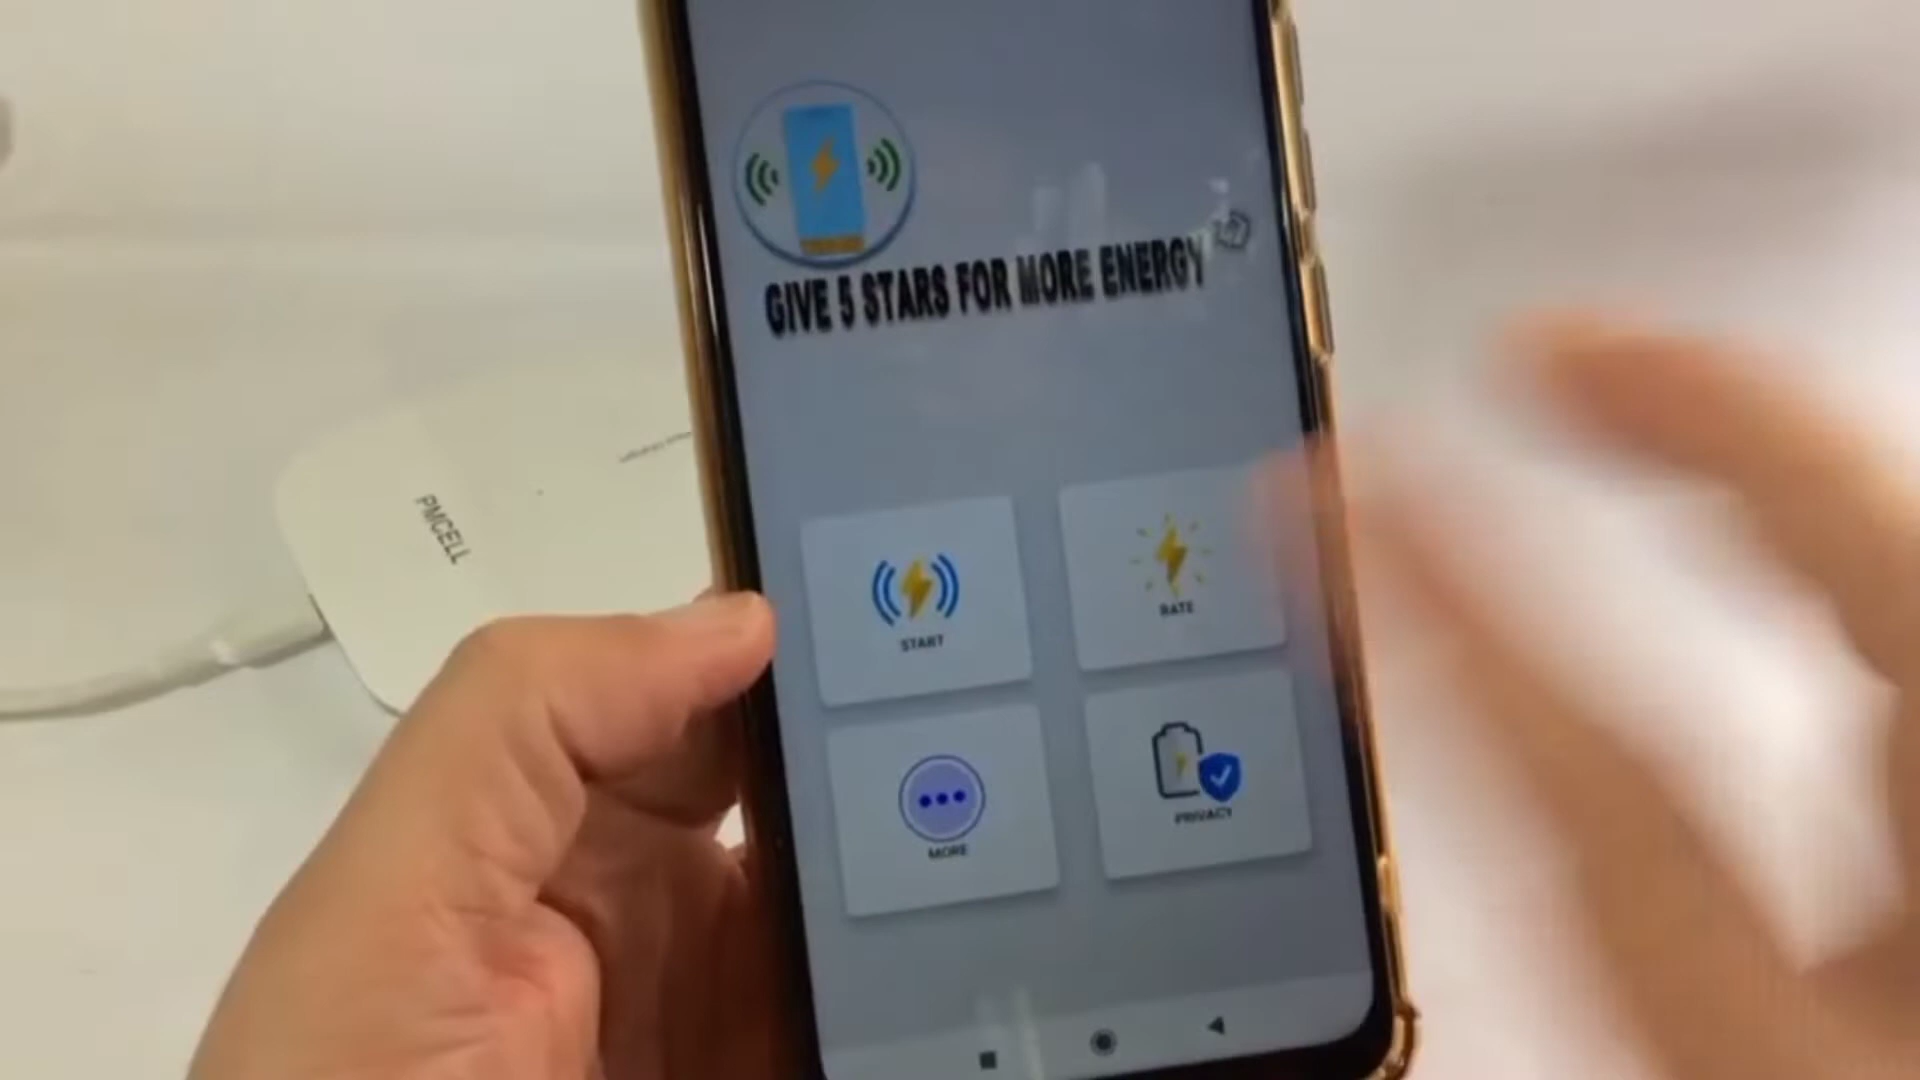 GIVE 5 STARS FOR MORE ENERGY
PMCELL
START
RATE
MORE
PRIVACY